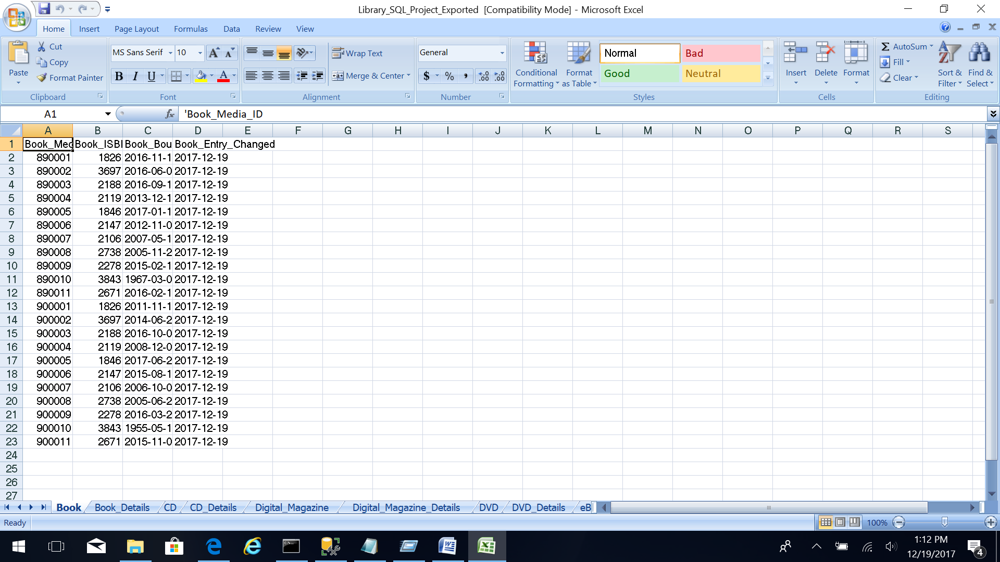 Library_SQL_Project_Exported [Compatibility Mode] - Microsoft Excel
Home Insert Page Layout Formulas Data Review View
Paste
Cut
Copy
Format Painter
Clipboard
MS Sans Serif 10
B I U
Font
Wrap Text
Merge & Center
Alignment
General
$ % ,
Number
Conditional Formatting
Format as Table
Normal Bad
Good Neutral
Styles
Insert Delete Format
Cells
AutoSum
Fill
Clear
Sort & Filter
Find & Select
Editing
A1 fx 'Book_Media_ID
A B C D E F G H I J K L M N O P Q R S
1 Book_Med Book_ISBI Book_Bou Book_Entry_Changed
2 890001 1826 2016-11-1 2017-12-19
3 890002 3697 2016-06-0 2017-12-19
4 890003 2188 2016-09-1 2017-12-19
5 890004 2119 2013-12-1 2017-12-19
6 890005 1846 2017-01-1 2017-12-19
7 890006 2147 2012-11-0 2017-12-19
8 890007 2106 2007-05-1 2017-12-19
9 890008 2738 2005-11-2 2017-12-19
10 890009 2278 2015-02-1 2017-12-19
11 890010 3843 1967-03-0 2017-12-19
12 890011 2671 2016-02-1 2017-12-19
13 900001 1826 2011-11-1 2017-12-19
14 900002 3697 2014-06-2 2017-12-19
15 900003 2188 2016-10-0 2017-12-19
16 900004 2119 2008-12-0 2017-12-19
17 900005 1846 2017-06-2 2017-12-19
18 900006 2147 2015-08-1 2017-12-19
19 900007 2106 2006-10-0 2017-12-19
20 900008 2738 2005-06-2 2017-12-19
21 900009 2278 2016-03-2 2017-12-19
22 900010 3843 1955-05-1 2017-12-19
23 900011 2671 2015-11-0 2017-12-19
24
25
26
27
Book Book_Details CD CD_Details Digital_Magazine Digital_Magazine_Details DVD DVD_Details eB
Ready 100%
1:12 PM
12/19/2017
4